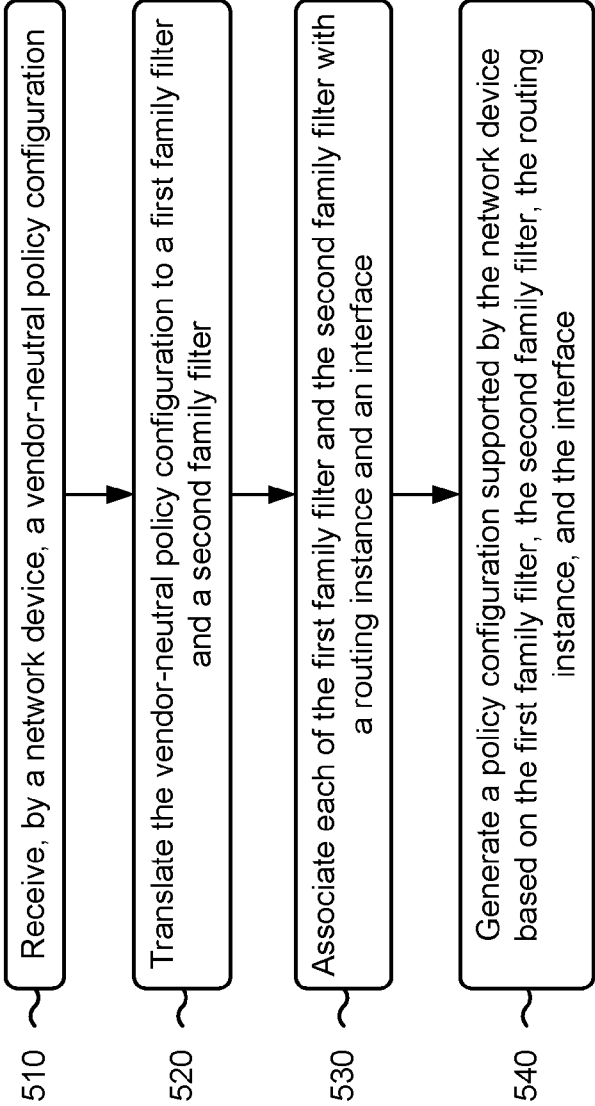 510
Receive, by a network device, a vendor-neutral policy configuration
520
Translate the vendor-neutral policy configuration to a first family filter
and a second family filter
530
Associate each of the first family filter and the second family filter with
a routing instance and an interface
540
Generate a policy configuration supported by the network device
based on the first family filter, the second family filter, the routing
instance, and the interface